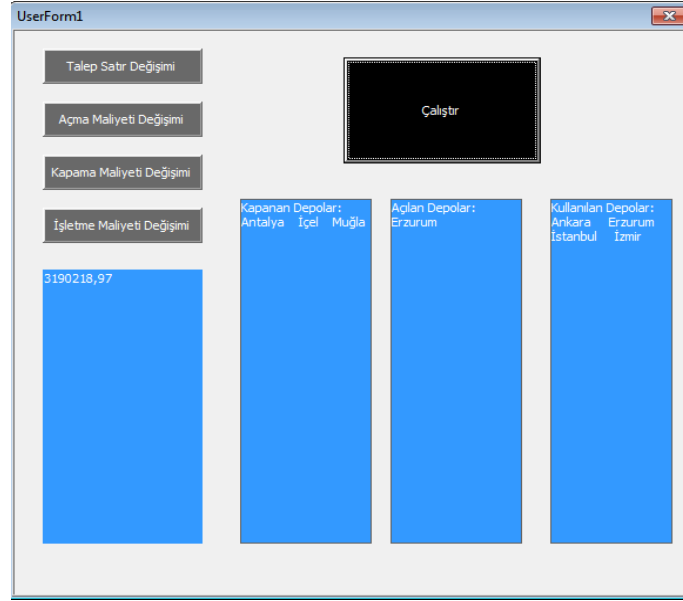 UserForm1
Talep Satır Değişimi
Açma Maliyeti Değişimi
Kapama Maliyeti Değişimi
İşletme Maliyeti Değişimi
3190218,97
Çalıştır
Kapanan Depolar:
Antalya İçel Muğla
Açılan Depolar:
Erzurum
Kullanılan Depolar:
Ankara Erzurum
İstanbul İzmir